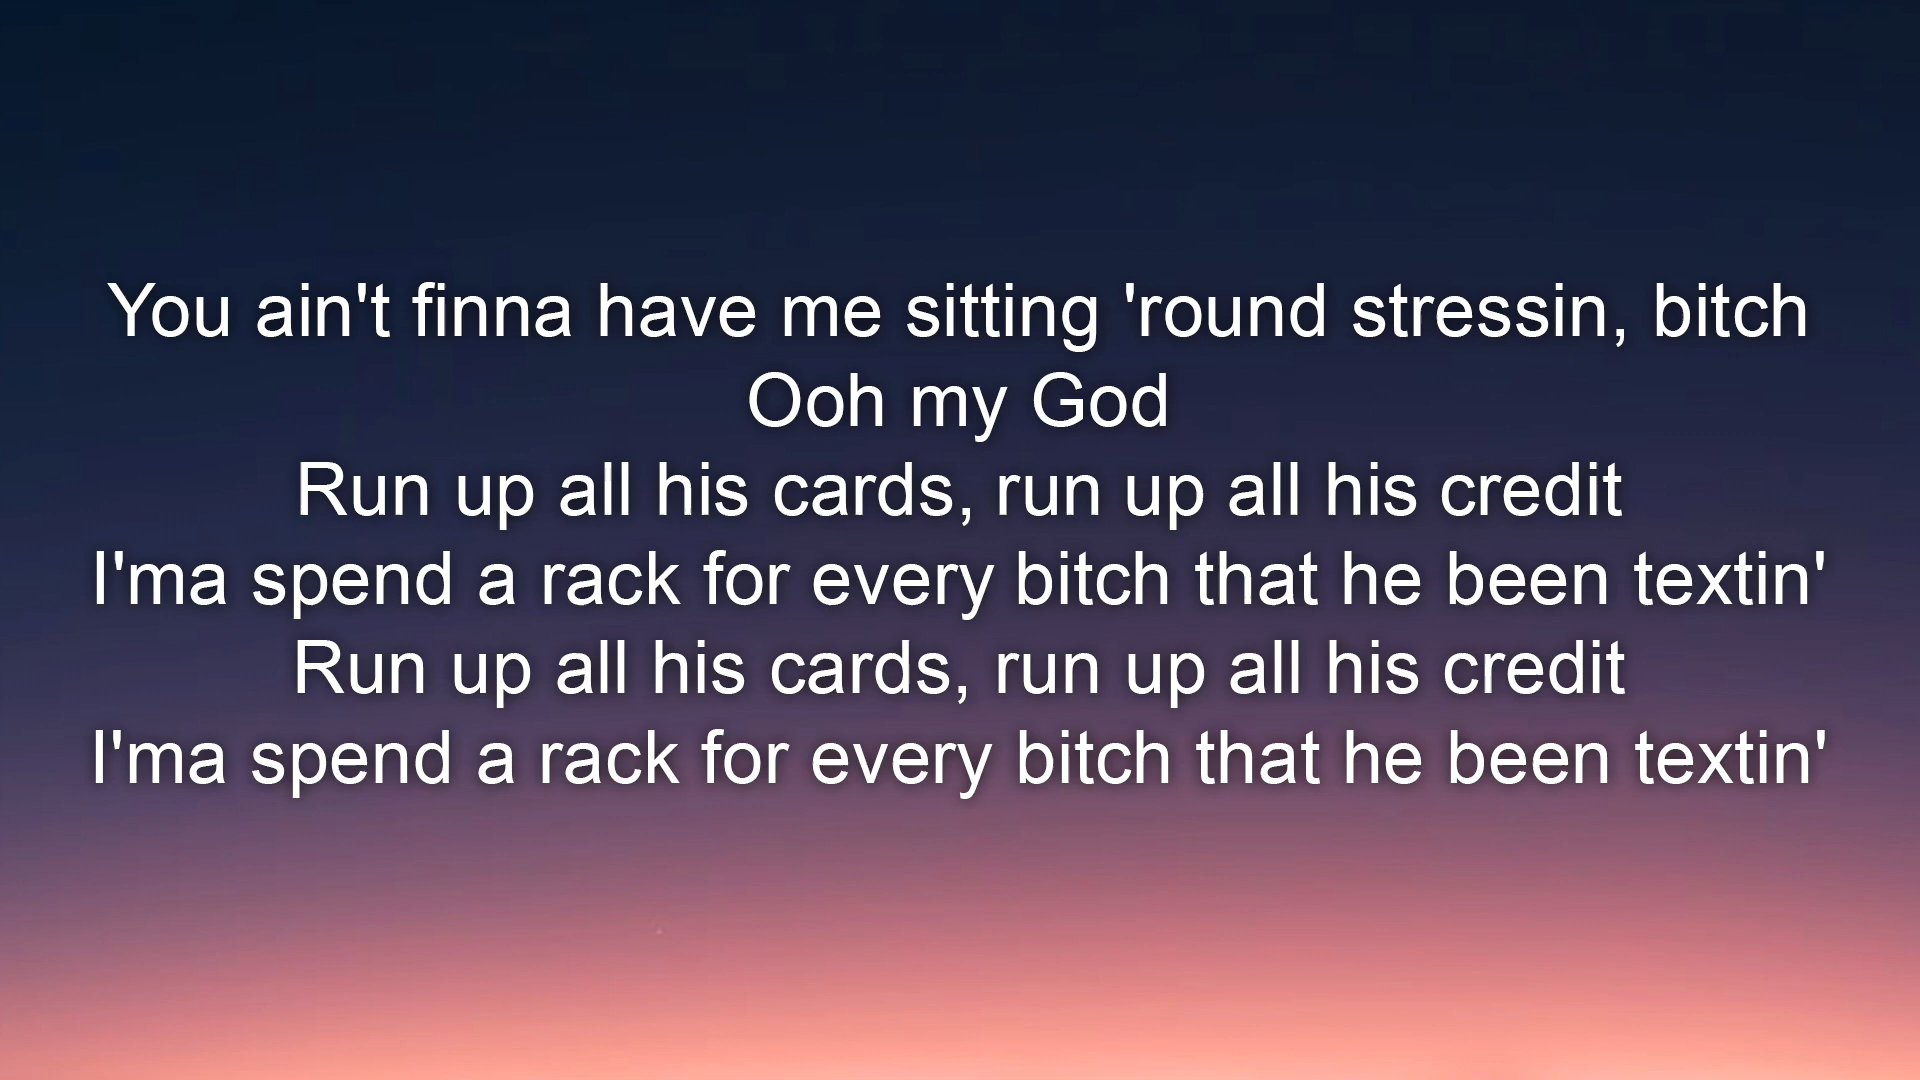 You ain't finna have me sitting 'round stressin, bitch
Ooh my God
Run up all his cards, run up all his credit
I'ma spend a rack for every bitch that he been textin'
Run up all his cards, run up all his credit
I'ma spend a rack for every bitch that he been textin'